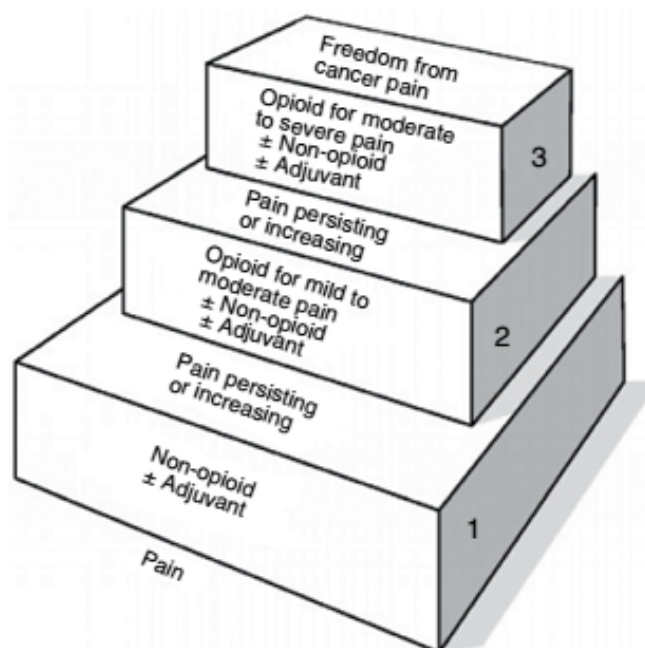 Freedom from
cancer pain
Opioid for moderate
to severe pain
± Non-opioid
± Adjuvant
3
Pain persisting
or increasing
Opioid for mild to
moderate pain
± Non-opioid
± Adjuvant
2
Pain persisting
or increasing
Non-opioid
± Adjuvant
1
Pain